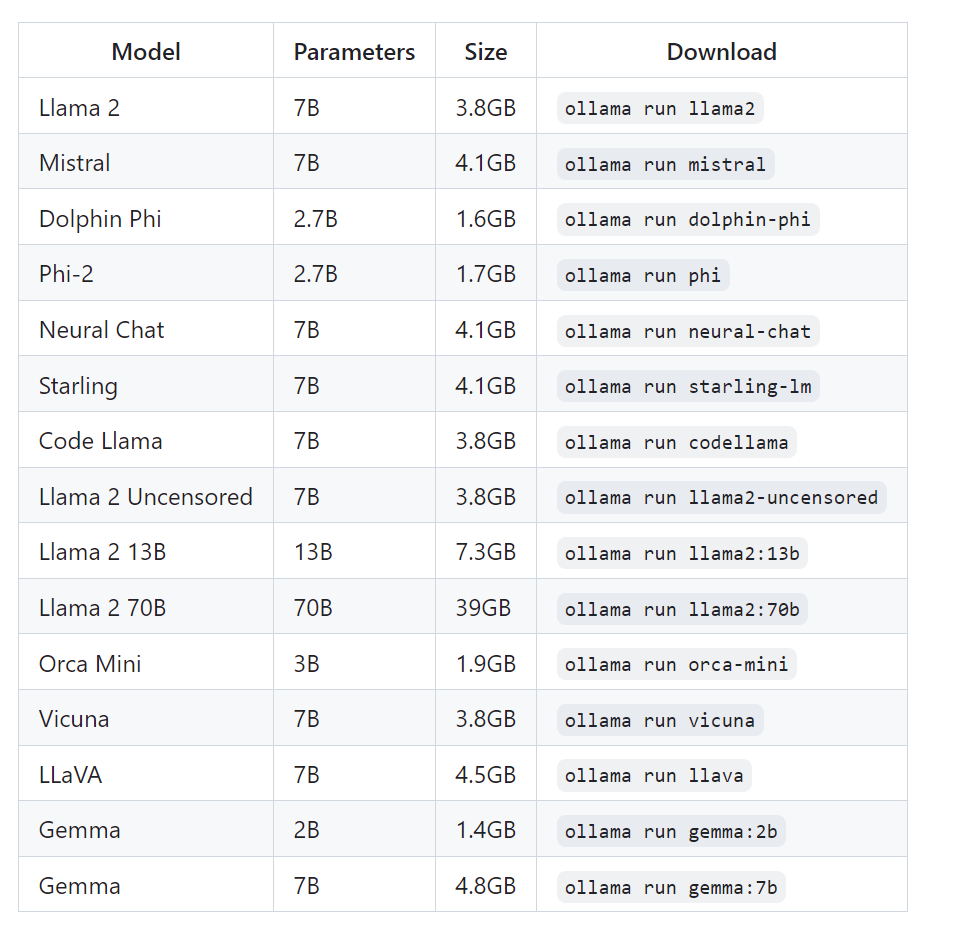 Model Parameters Size Download
Llama 2 7B 3.8GB ollama run llama2
Mistral 7B 4.1GB ollama run mistral
Dolphin Phi 2.7B 1.6GB ollama run dolphin-phi
Phi-2 2.7B 1.7GB ollama run phi
Neural Chat 7B 4.1GB ollama run neural-chat
Starling 7B 4.1GB ollama run starling-lm
Code Llama 7B 3.8GB ollama run codellama
Llama 2 Uncensored 7B 3.8GB ollama run llama2-uncensored
Llama 2 13B 13B 7.3GB ollama run llama2:13b
Llama 2 70B 70B 39GB ollama run llama2:70b
Orca Mini 3B 1.9GB ollama run orca-mini
Vicuna 7B 3.8GB ollama run vicuna
LLaVA 7B 4.5GB ollama run llava
Gemma 2B 1.4GB ollama run gemma:2b
Gemma 7B 4.8GB ollama run gemma:7b